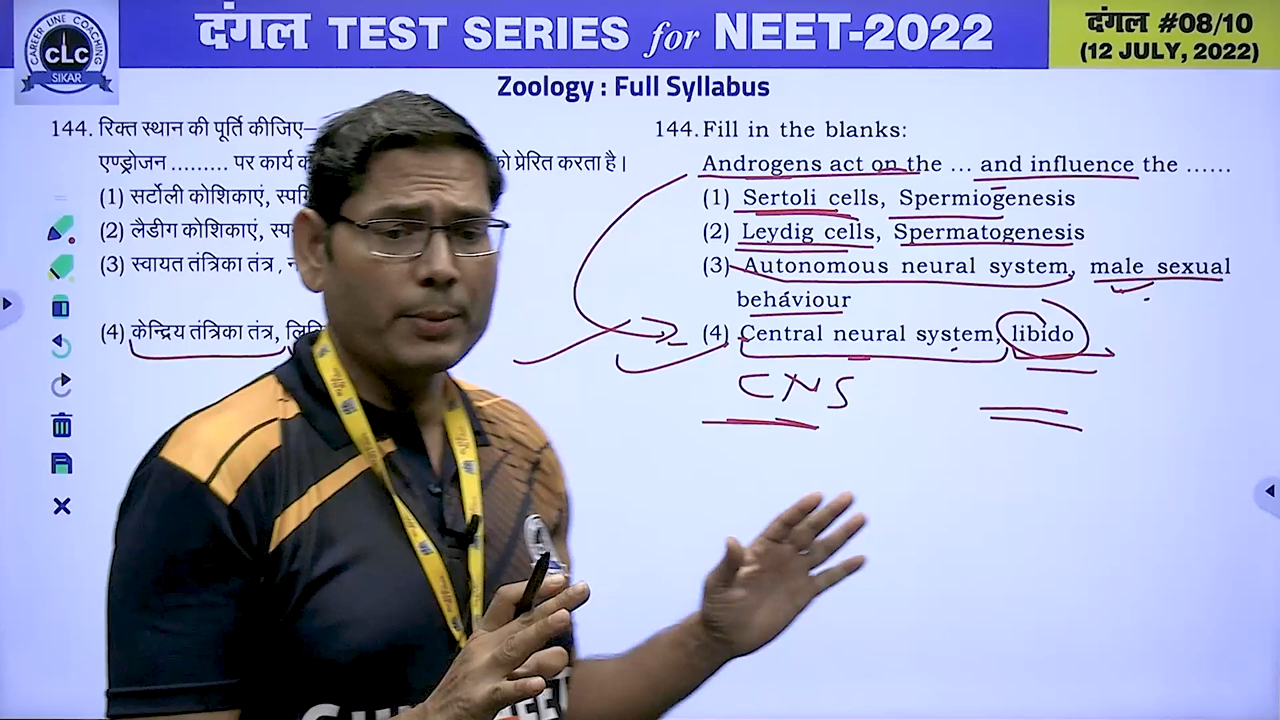 CAREER LINE COACHING
CLC
SIKAR
दंगल TEST SERIES for NEET-2022
दंगल #08/10
(12 JULY, 2022)
Zoology : Full Syllabus
144. रिक्त स्थान की पूर्ति कीजिए–
एण्ड्रोजन ......... पर कार्य को प्रेरित करता है।
(1) सर्टोली कोशिकाएं,
(2) लैडीग कोशिकाएं,
(3) स्वायत तंत्रिका तंत्र,
(4) केन्द्रिय तंत्रिका तंत्र,
144. Fill in the blanks:
Androgens act on the ... and influence the ......
(1) Sertoli cells, Spermiogenesis
(2) Leydig cells, Spermatogenesis
(3) Autonomous neural system, male sexual
behaviour
(4) Central neural system, libido
CNS